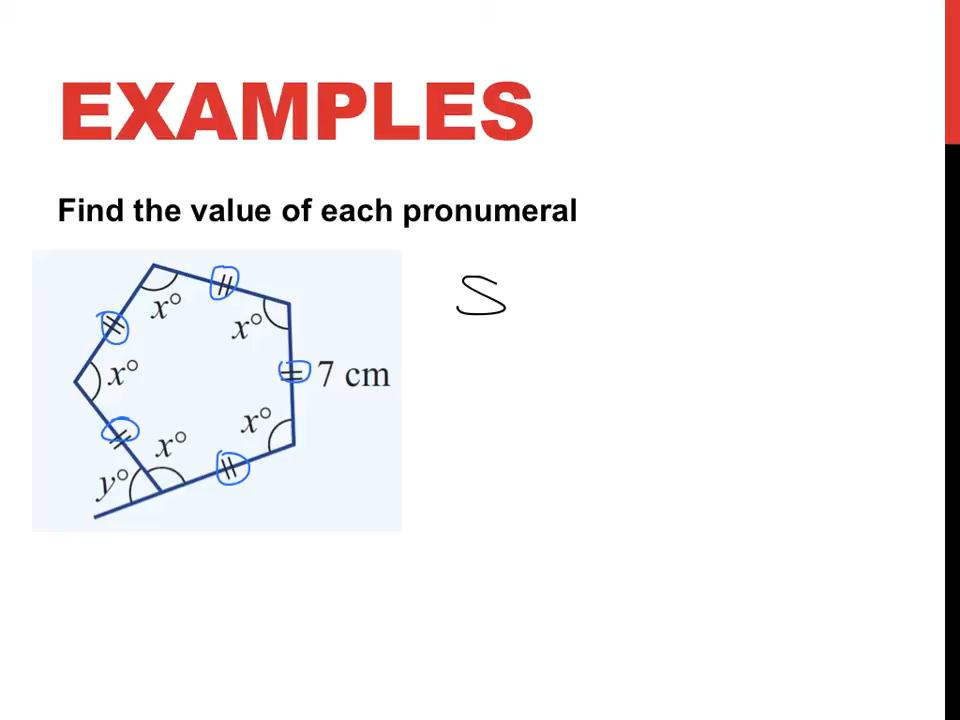 EXAMPLES
Find the value of each pronumeral
S
x°
x°
x°
7 cm
x°
x°
y°